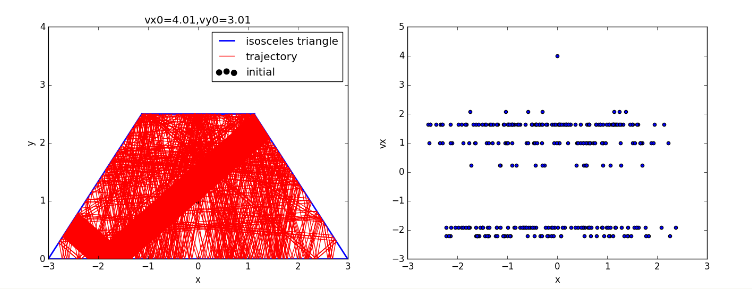 vx0=4.01,vy0=3.01
isosceles triangle
trajectory
initial
4
3
2
1
0
y
−3 −2 −1 0 1 2 3
x
5
4
3
2
1
0
−1
−2
−3
vx
−3 −2 −1 0 1 2 3
x